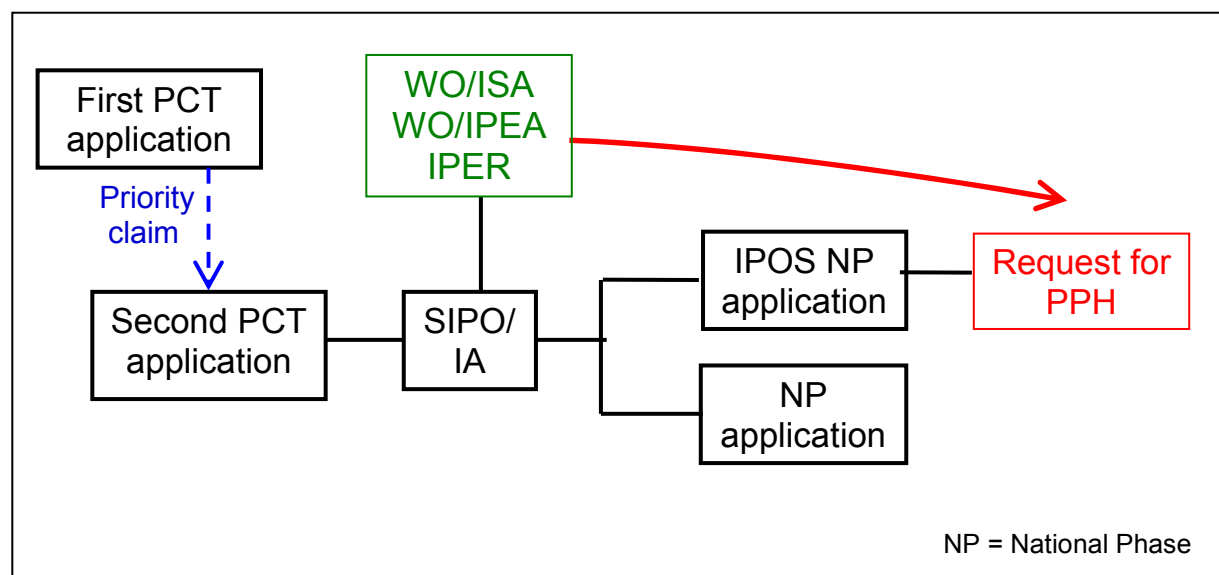 First PCT
application
WO/ISA
WO/IPEA
IPER
Priority
claim
Second PCT
application
SIPO/
IA
IPOS NP
application
Request for
PPH
NP
application
NP = National Phase